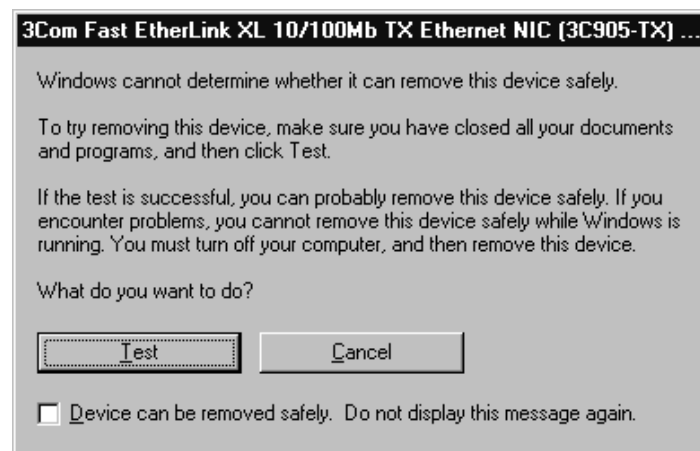 3Com Fast EtherLink XL 10/100Mb TX Ethernet NIC (3C905-TX) ...
Windows cannot determine whether it can remove this device safely.
To try removing this device, make sure you have closed all your documents
and programs, and then click Test.
If the test is successful, you can probably remove this device safely. If you
encounter problems, you cannot remove this device safely while Windows is
running. You must turn off your computer, and then remove this device.
What do you want to do?
Test Cancel
Device can be removed safely. Do not display this message again.